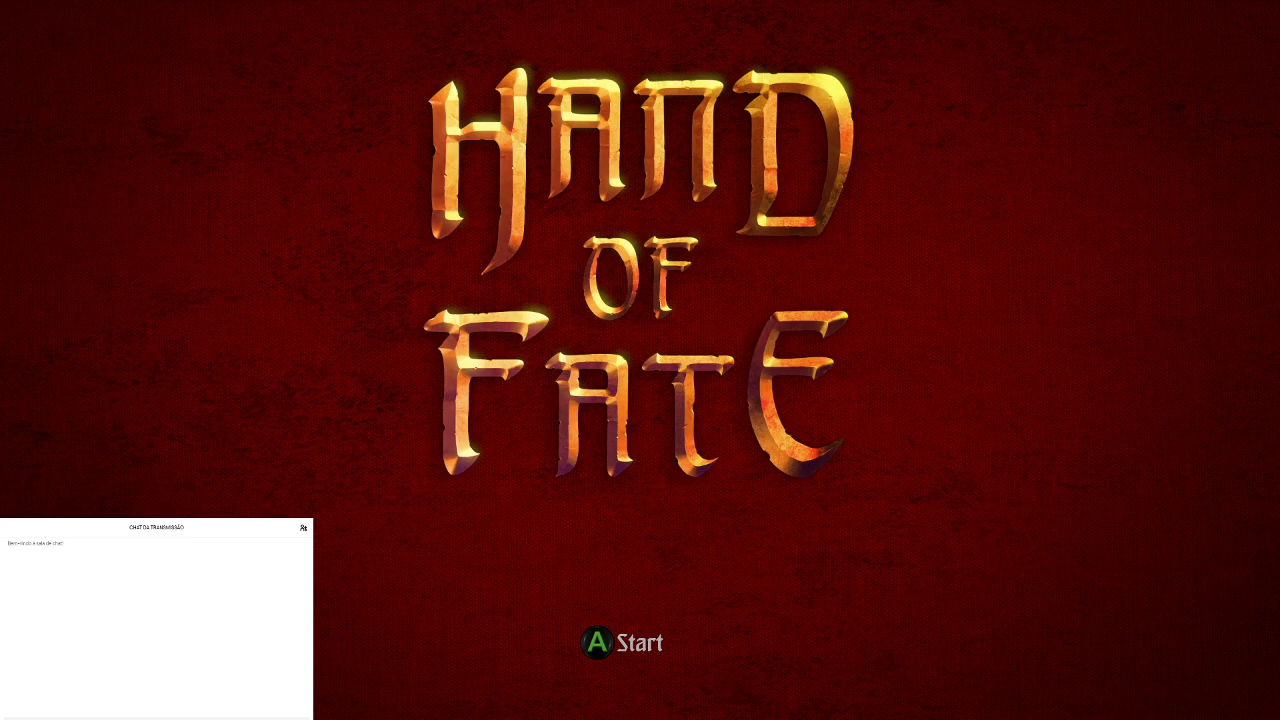 HAND
OF
FATE
CHAT DA TRANSMISSÃO
Bem-vindo à sala de chat!
A Start